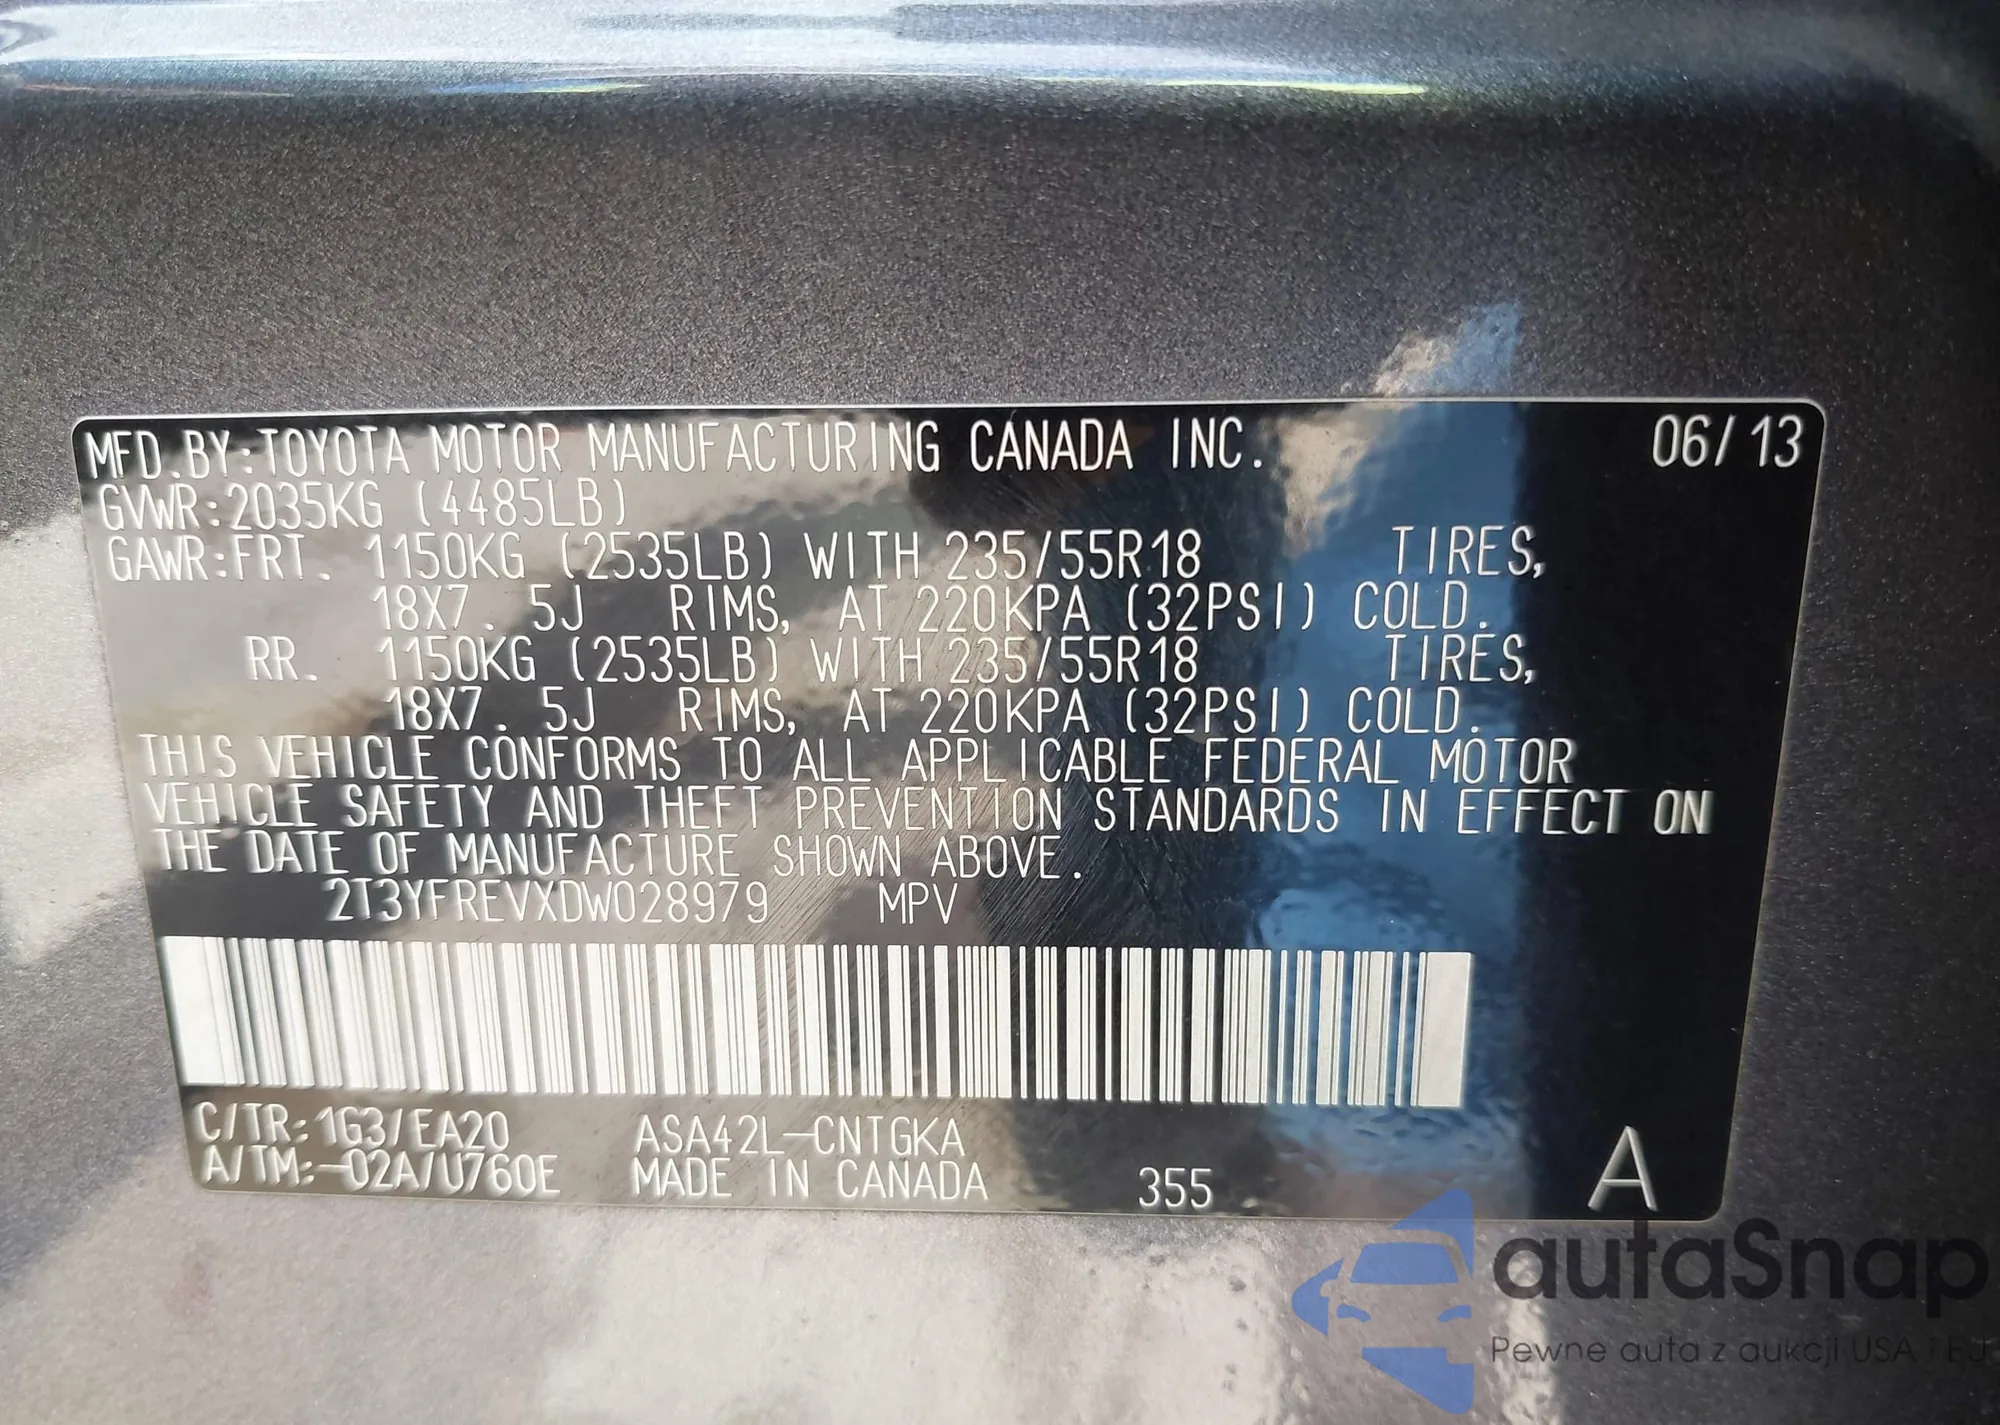 MFD.BY:TOYOTA MOTOR MANUFACTURING CANADA INC. 06/13
GVWR:2035KG (4485LB)
GAWR:FRT. 1150KG (2535LB) WITH 235/55R18 TIRES,
18X7.5J RIMS, AT 220KPA (32PSI) COLD.
RR. 1150KG (2535LB) WITH 235/55R18 TIRES,
18X7.5J RIMS, AT 220KPA (32PSI) COLD.
THIS VEHICLE CONFORMS TO ALL APPLICABLE FEDERAL MOTOR
VEHICLE SAFETY AND THEFT PREVENTION STANDARDS IN EFFECT ON
THE DATE OF MANUFACTURE SHOWN ABOVE.
2T3YFREVXDW028979 MPV
C/TR:1G3/EA20 ASA42L-CNTGKA
A/TM:-02A/U760E MADE IN CANADA 355 A
autaSnap
Pewne auta z aukcji USA i EU